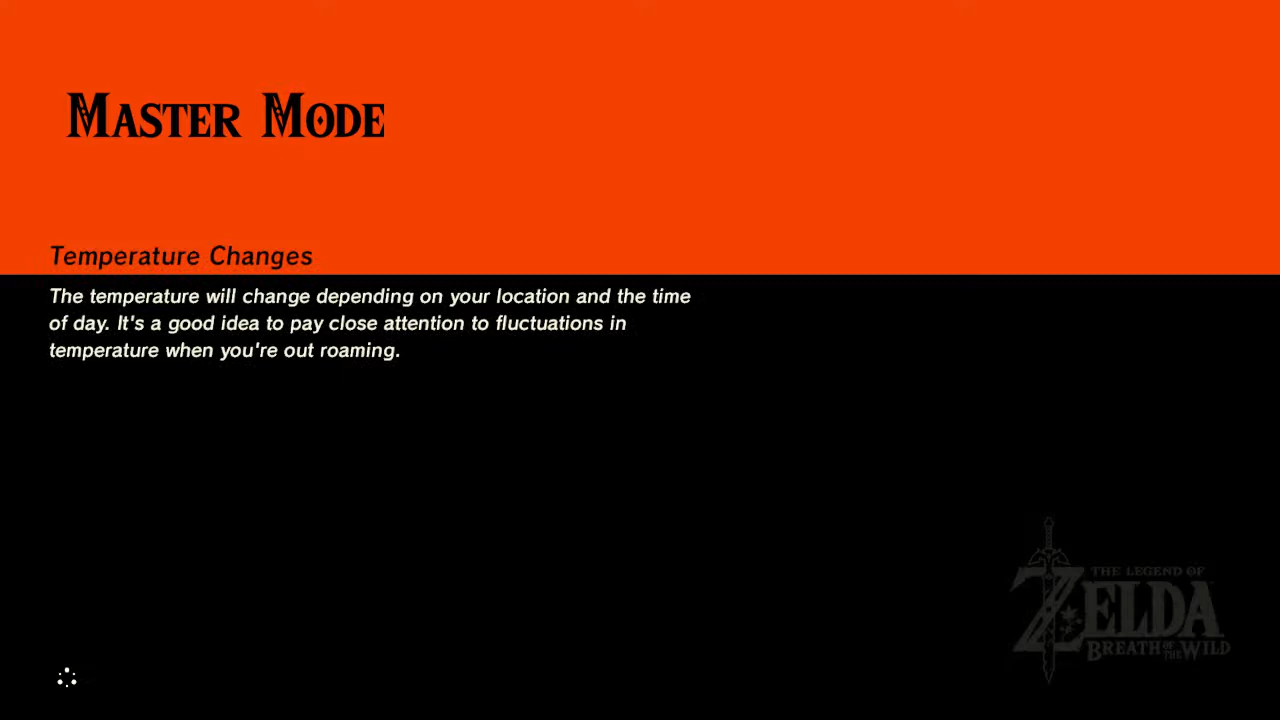 MASTER MODE
Temperature Changes
The temperature will change depending on your location and the time
of day. It's a good idea to pay close attention to fluctuations in
temperature when you're out roaming.
THE LEGEND OF
ZELDA
BREATH OF THE WILD